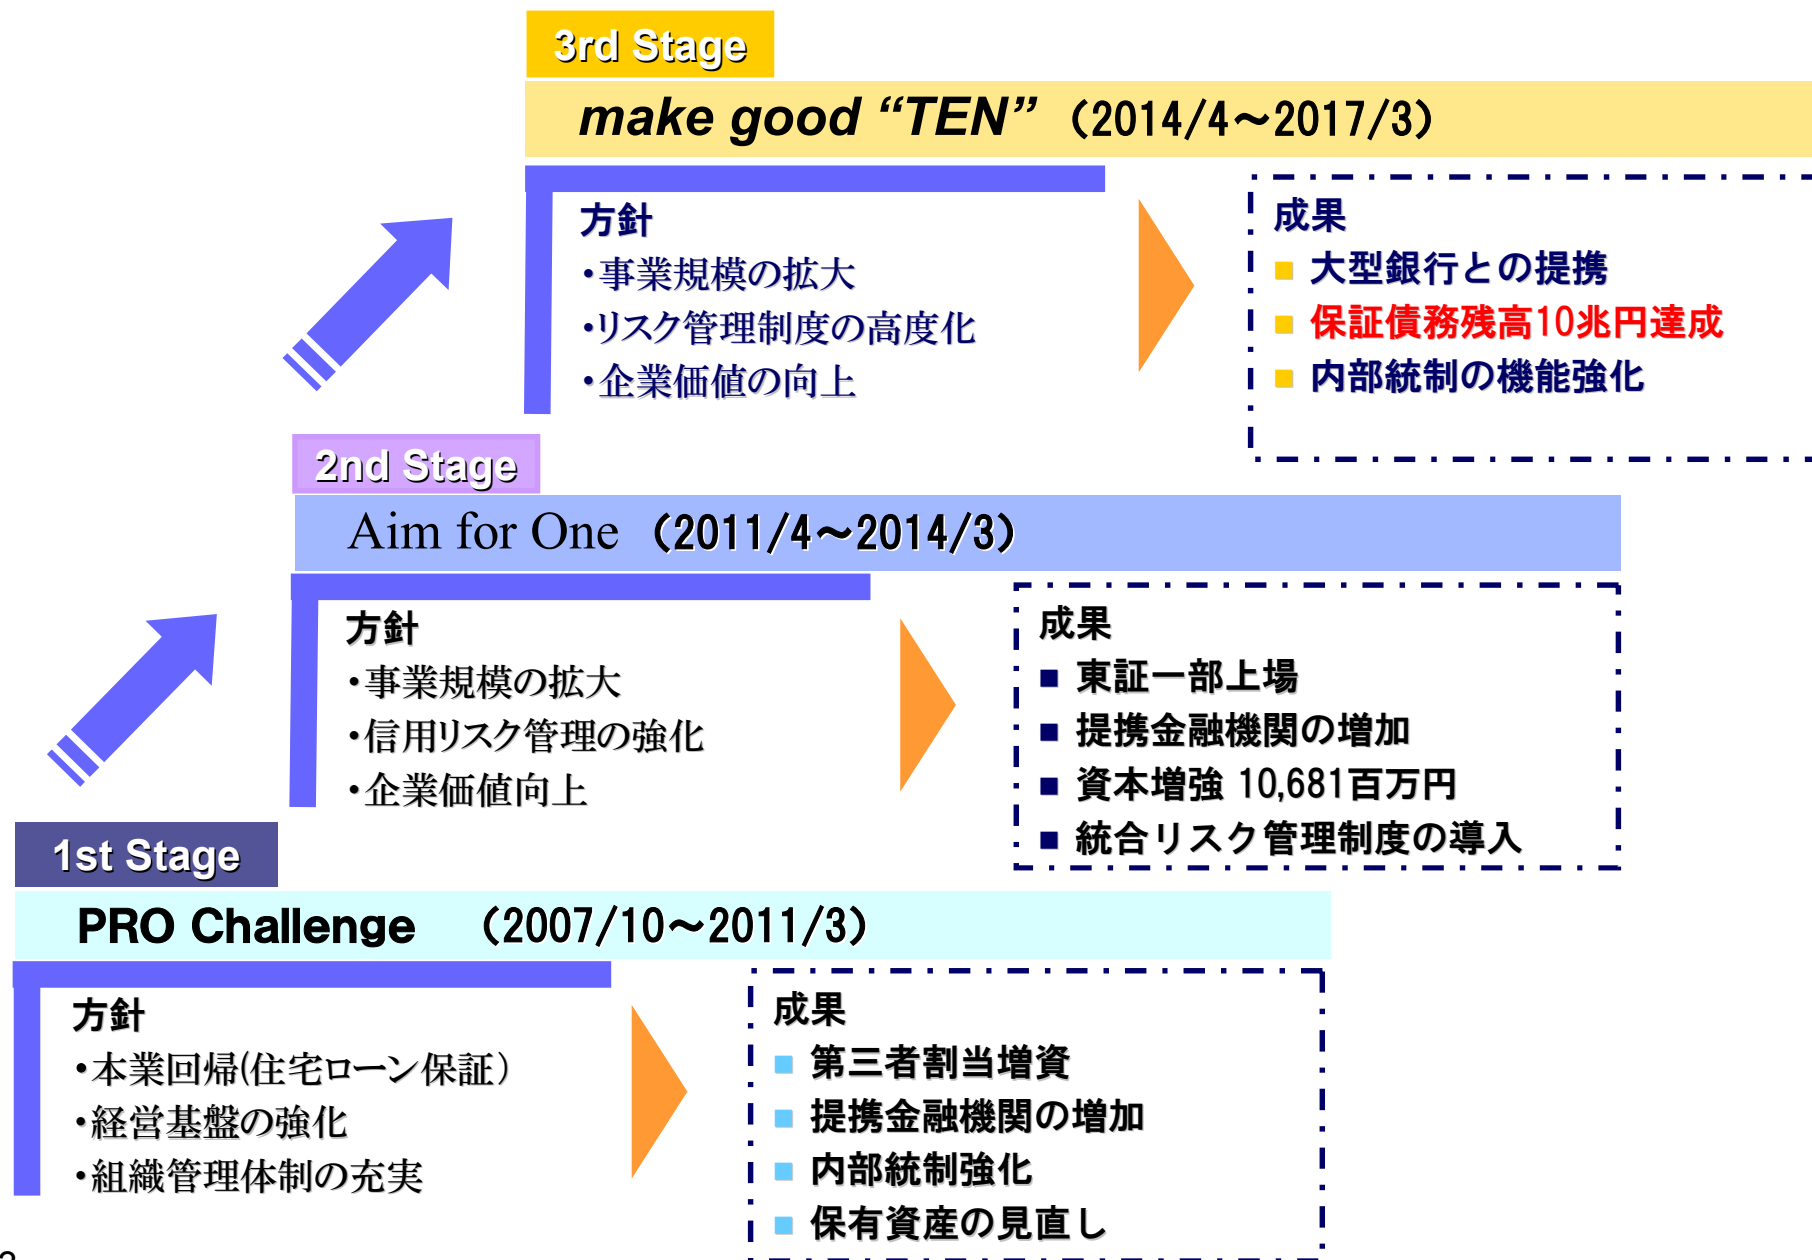 3rd Stage
make good “TEN”（2014/4～2017/3）
方針
・事業規模の拡大
・リスク管理制度の高度化
・企業価値の向上
成果
■ 大型銀行との提携
■ 保証債務残高10兆円達成
■ 内部統制の機能強化
2nd Stage
Aim for One（2011/4～2014/3）
方針
・事業規模の拡大
・信用リスク管理の強化
・企業価値向上
成果
■ 東証一部上場
■ 提携金融機関の増加
■ 資本増強 10,681百万円
■ 統合リスク管理制度の導入
1st Stage
PRO Challenge （2007/10～2011/3）
方針
・本業回帰(住宅ローン保証）
・経営基盤の強化
・組織管理体制の充実
成果
■ 第三者割当増資
■ 提携金融機関の増加
■ 内部統制強化
■ 保有資産の見直し